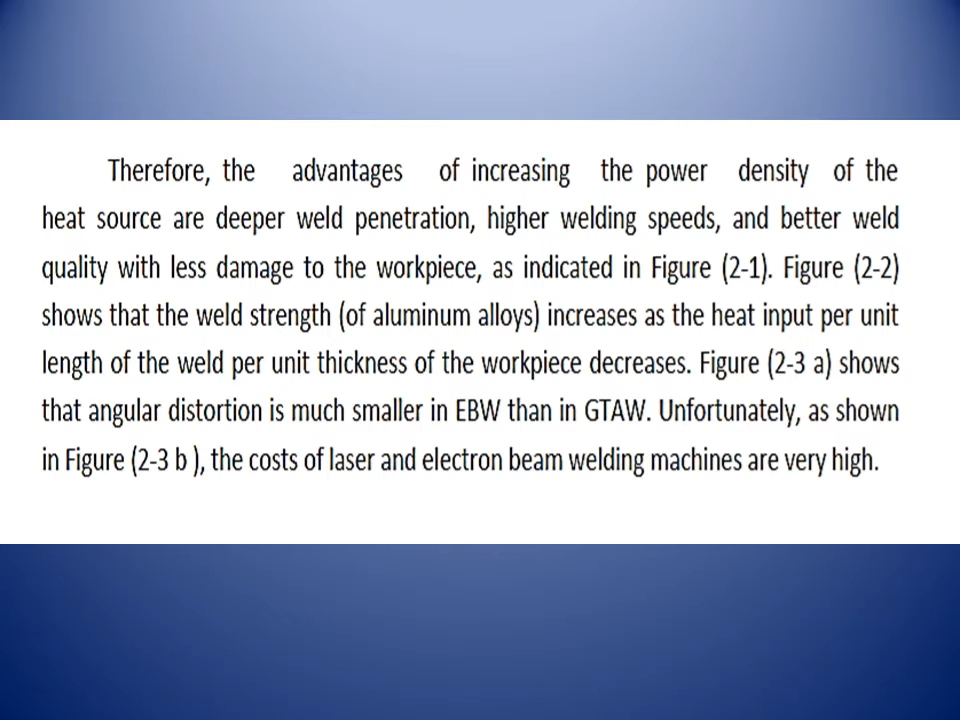 Therefore, the advantages of increasing the power density of the
heat source are deeper weld penetration, higher welding speeds, and better weld
quality with less damage to the workpiece, as indicated in Figure (2-1). Figure (2-2)
shows that the weld strength (of aluminum alloys) increases as the heat input per unit
length of the weld per unit thickness of the workpiece decreases. Figure (2-3 a) shows
that angular distortion is much smaller in EBW than in GTAW. Unfortunately, as shown
in Figure (2-3 b ), the costs of laser and electron beam welding machines are very high.